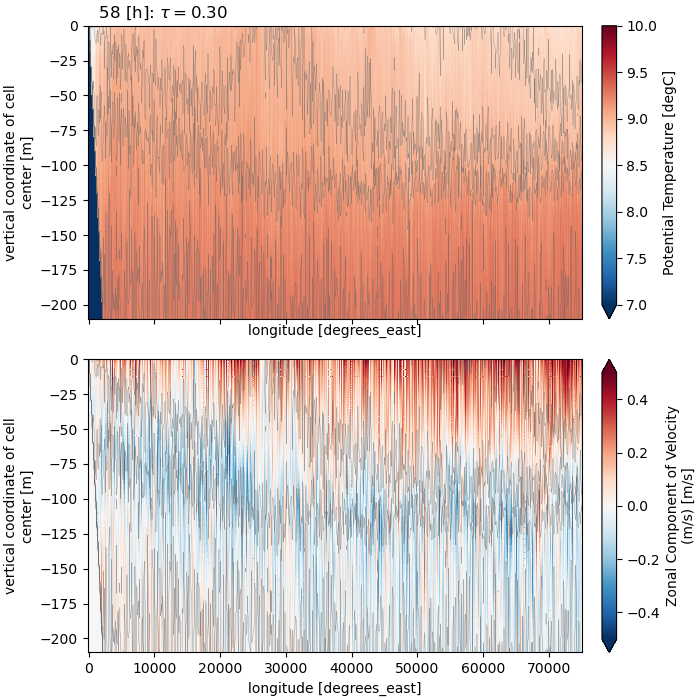 58 [h]: τ = 0.30
0
−25
−50
−75
−100
−125
−150
−175
−200
vertical coordinate of cell
center [m]
longitude [degrees_east]
10.0
9.5
9.0
8.5
8.0
7.5
7.0
Potential Temperature [degC]
0
−25
−50
−75
−100
−125
−150
−175
−200
vertical coordinate of cell
center [m]
0 10000 20000 30000 40000 50000 60000 70000
longitude [degrees_east]
0.4
0.2
0.0
−0.2
−0.4
Zonal Component of Velocity
(m/s) [m/s]